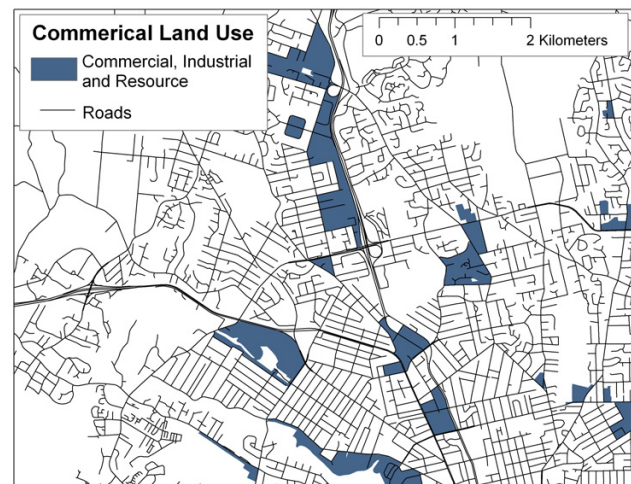 Commerical Land Use
Commercial, Industrial
and Resource
Roads
0 0.5 1 2 Kilometers